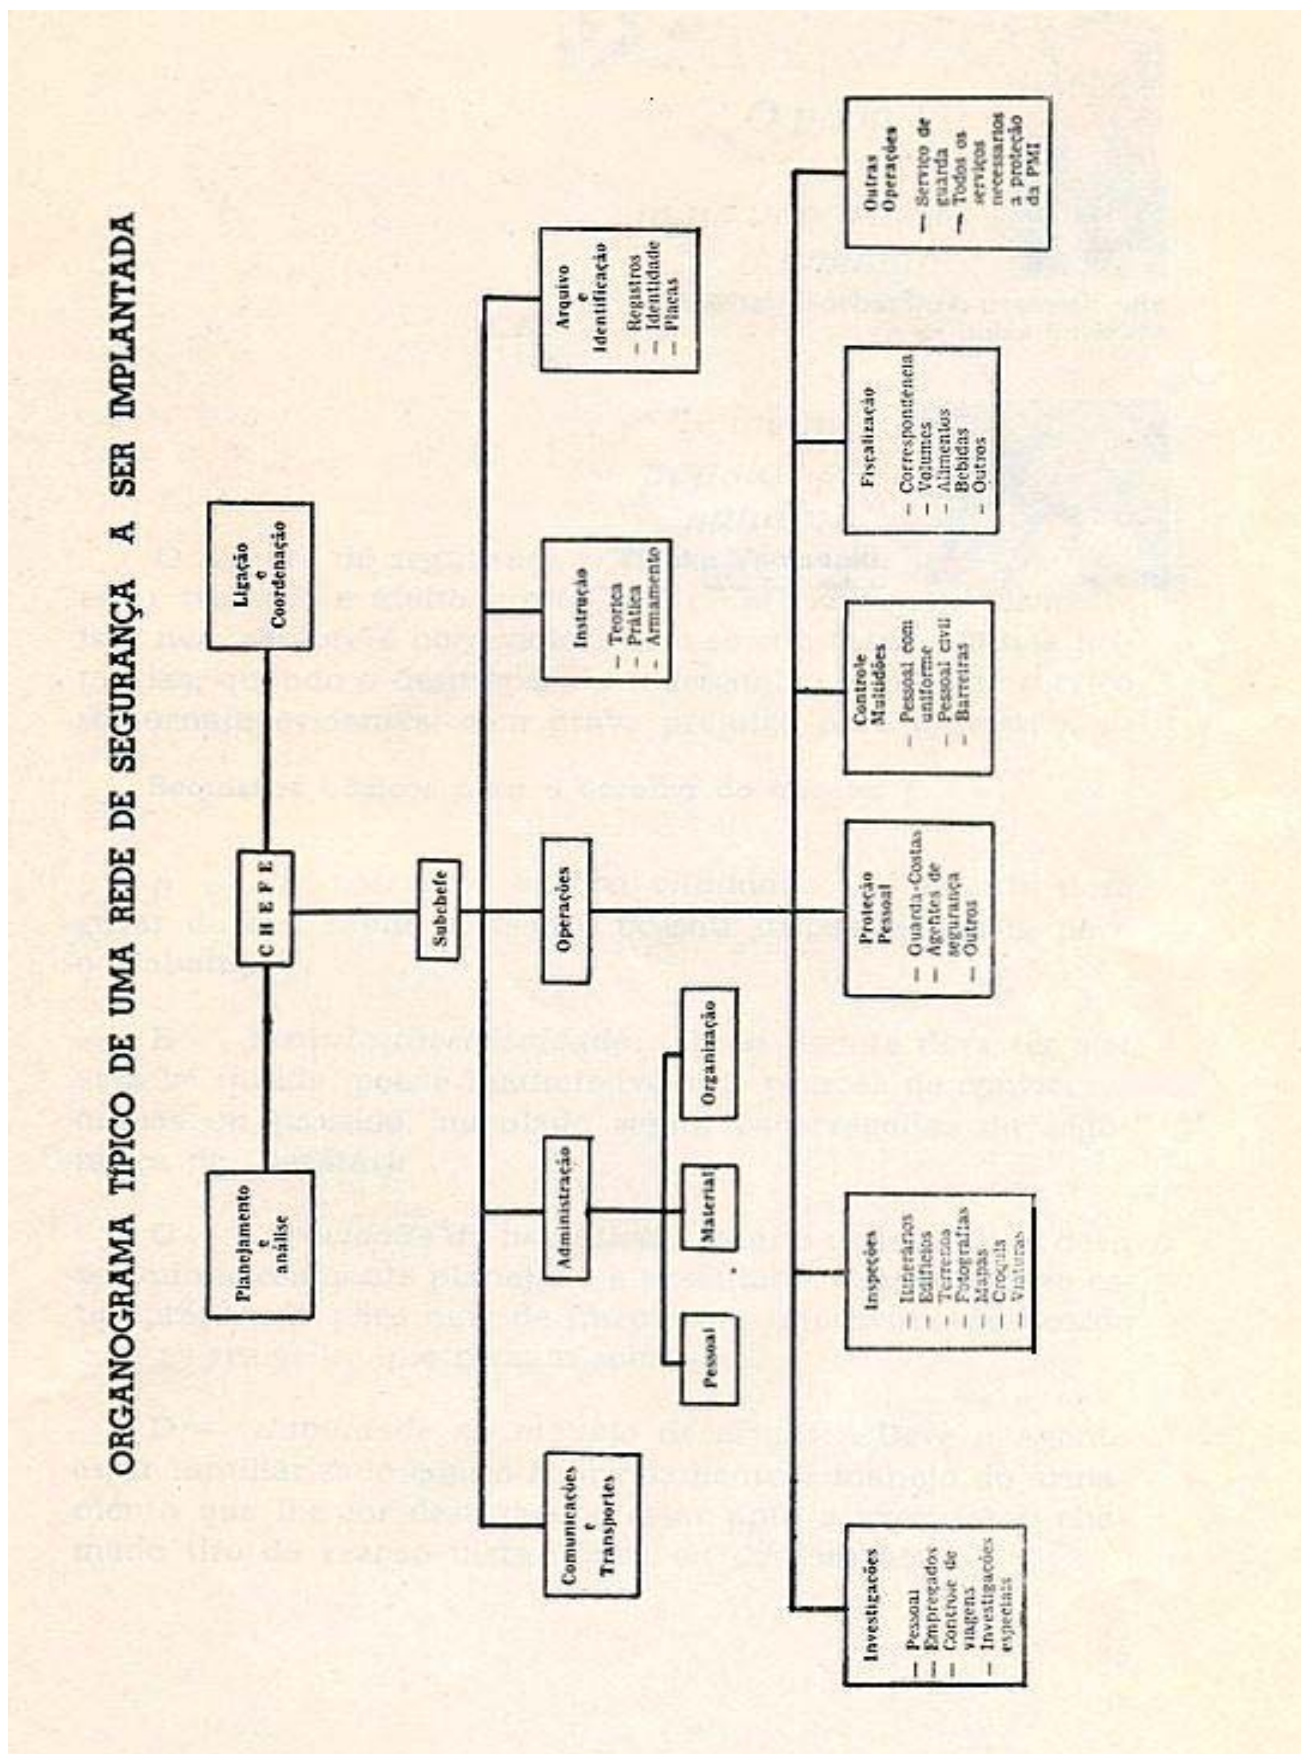 ORGANOGRAMA TÍPICO DE UMA REDE DE SEGURANÇA A SER IMPLANTADA
Planejamento
e
análise
CHEFE
Ligação
e
Coordenação
Subchefe
Comunicações
e
Transportes
Administração
Operações
Instrução
— Teorica
— Prática
— Armamento
Arquivo
e
Identificação
— Registros
— Identidade
— Placas
Pessoal
Material
Organização
Investigações
— Pessoal
— Empregados
— Controle de
viagens
— Investigacões
especiais
Inspeções
— Itinerários
— Edifícios
— Terrenos
— Fotografias
— Mapas
— Croquis
— Viaturas
Proteção
Pessoal
— Guarda-Costas
— Agentes de
segurança
— Outros
Controle
Multidões
— Pessoal com
uniforme
— Pessoal civil
— Barreiras
Fiscalização
— Correspondencia
— Volumes
— Alimentos
Bebidas
— Outros
Outras
Operações
— Serviço de
guarda
— Todos os
serviços
necessarios
a proteção
da PMI